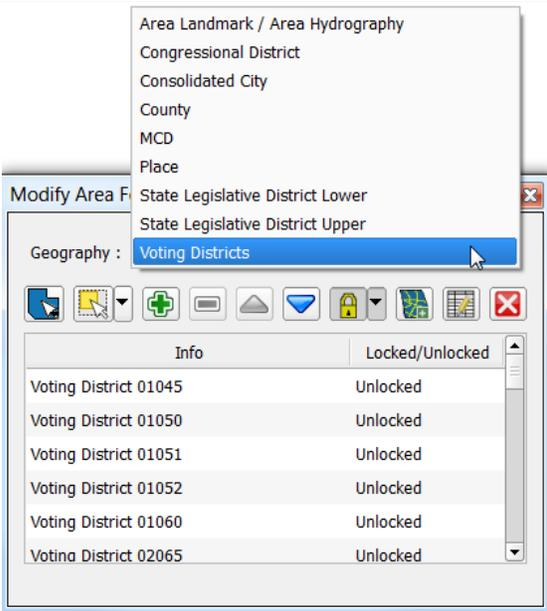 Area Landmark / Area Hydrography
Congressional District
Consolidated City
County
MCD
Place
State Legislative District Lower
State Legislative District Upper
Modify Area
Geography : Voting Districts
Info Locked/Unlocked
Voting District 01045 Unlocked
Voting District 01050 Unlocked
Voting District 01051 Unlocked
Voting District 01052 Unlocked
Voting District 01060 Unlocked
Voting District 02065 Unlocked